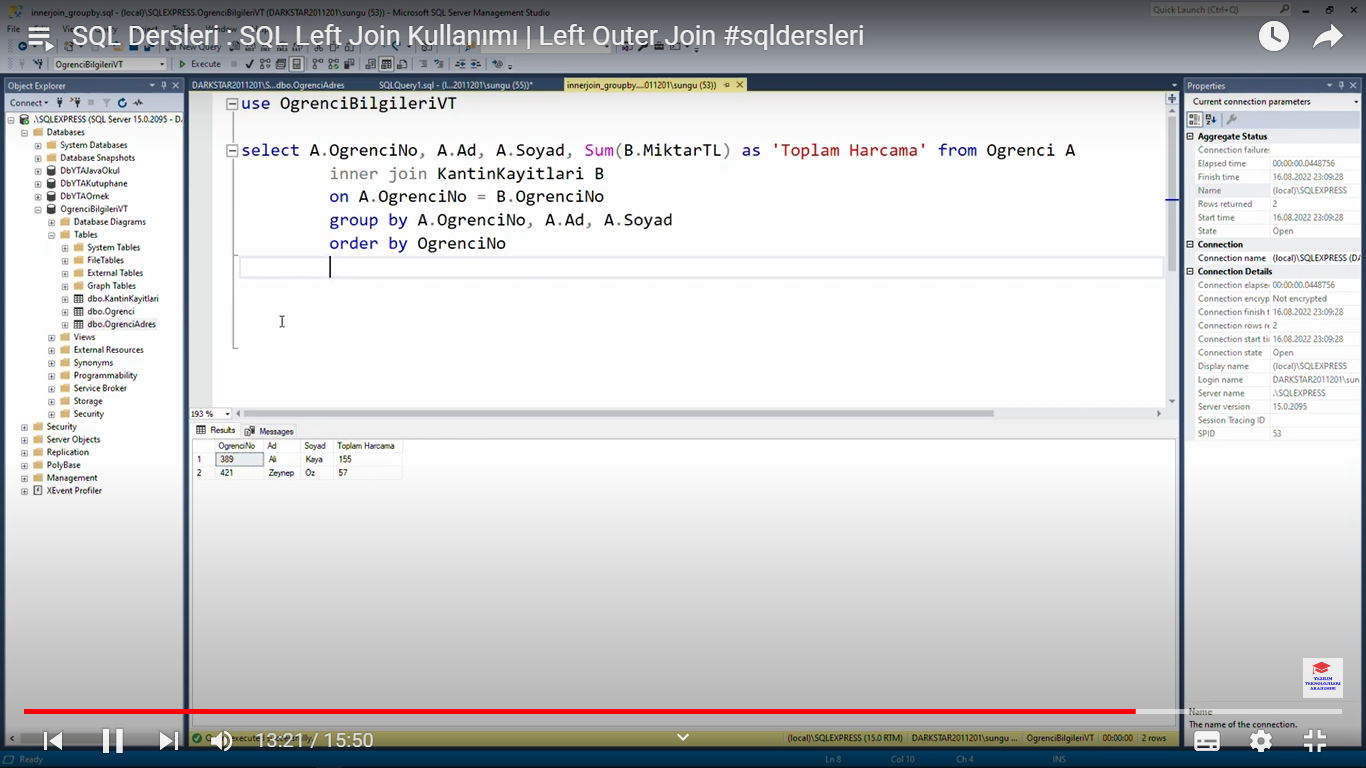 innerjoin_groupby.sql - (local)\SQLEXPRESS.OgrenciBilgileriVT (DARKSTAR2011201\sungu (53)) - Microsoft SQL Server Management Studio
Quick Launch (Ctrl+Q)
SQL Dersleri - SQL Left Join Kullanımı | Left Outer Join #sqldersleri
File
New Query
OgrenciBilgileriVT
Execute
Object Explorer
Connect
.\SQLEXPRESS (SQL Server 15.0.2095 - D
Databases
System Databases
Database Snapshots
DbYTAJavaOkul
DbYTAKutuphane
DbYTAOrnek
OgrenciBilgileriVT
Database Diagrams
Tables
System Tables
FileTables
External Tables
Graph Tables
dbo.KantinKayitlari
dbo.Ogrenci
dbo.OgrenciAdres
Views
External Resources
Synonyms
Programmability
Service Broker
Storage
Security
Security
Server Objects
Replication
PolyBase
Management
XEvent Profiler
DARKSTAR2011201\S...dbo.OgrenciAdres
SQLQuery1.sql - (l...2011201\sungu (55))*
innerjoin_groupby....011201\sungu (53))
use OgrenciBilgileriVT
select A.OgrenciNo, A.Ad, A.Soyad, Sum(B.MiktarTL) as 'Toplam Harcama' from Ogrenci A
inner join KantinKayitlari B
on A.OgrenciNo = B.OgrenciNo
group by A.OgrenciNo, A.Ad, A.Soyad
order by OgrenciNo
193 %
Results
Messages
OgrenciNo Ad Soyad Toplam Harcama
1 389 Ali Kaya 155
2 421 Zeynep Öz 57
Properties
Current connection parameters
Aggregate Status
Connection failure
Elapsed time 00:00:00.0448756
Finish time 16.08.2022 23:09:28
Name (local)\SQLEXPRESS
Rows returned 2
Start time 16.08.2022 23:09:28
State Open
Connection
Connection name (local)\SQLEXPRESS (DA
Connection Details
Connection elapse 00:00:00.0448756
Connection encryp Not encrypted
Connection finish t 16.08.2022 23:09:28
Connection rows re 2
Connection start ti 16.08.2022 23:09:28
Connection state Open
Display name (local)\SQLEXPRESS
Login name DARKSTAR2011201\sun
Server name .\SQLEXPRESS
Server version 15.0.2095
Session Tracing ID
SPID 53
YAZILIM
TEKNOLOJİLERİ
AKADEMİSİ
Name
The name of the connection.
13:21 / 15:50
(local)\SQLEXPRESS (15.0 RTM) DARKSTAR2011201\sungu ... OgrenciBilgileriVT 00:00:00 2 rows
Ready
Ln 8 Col 10 Ch 4 INS